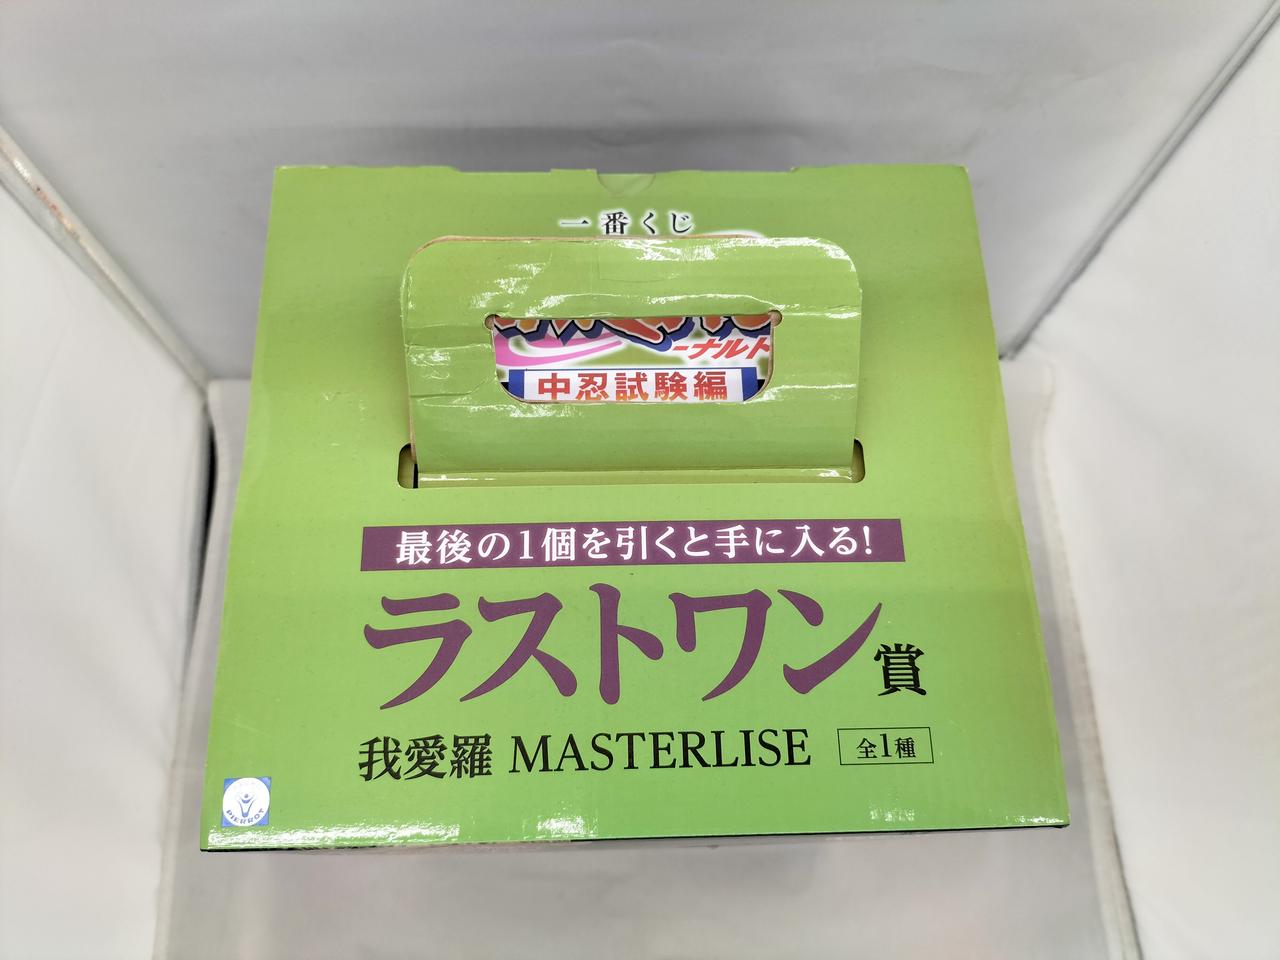 一番くじ
ーナルト
中忍試験編
最後の1個を引くと手に入る!
ラストワン賞
我愛羅 MASTERLISE 全1種
PIERROT